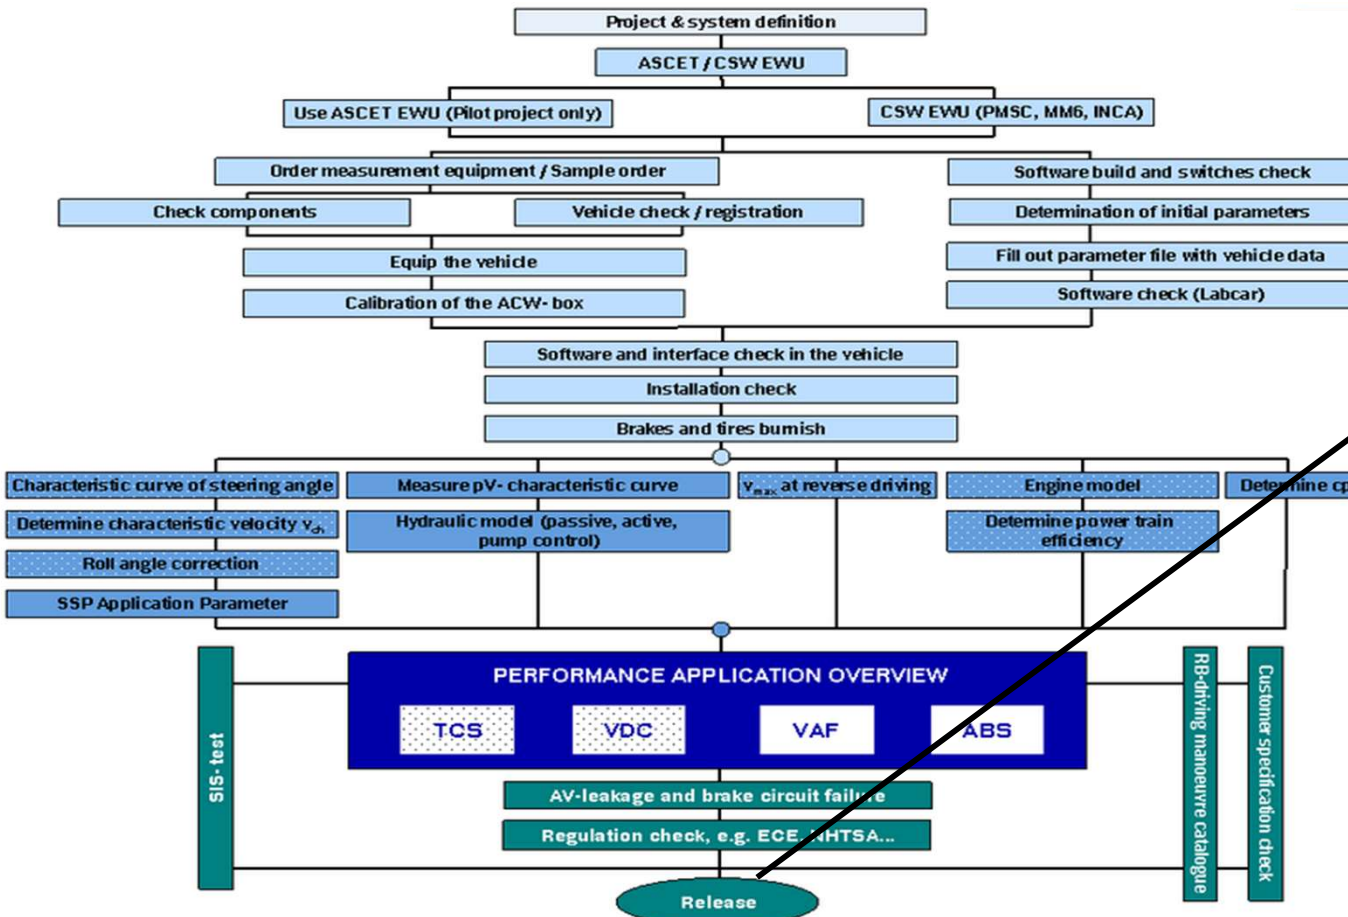 Project & system definition
ASCET / CSW EWU
Use ASCET EWU (Pilot project only)
CSW EWU (PMSC, MM6, INCA)
Order measurement equipment / Sample order
Software build and switches check
Check components
Vehicle check / registration
Determination of initial parameters
Equip the vehicle
Fill out parameter file with vehicle data
Calibration of the ACW- box
Software check (Labcar)
Software and interface check in the vehicle
Installation check
Brakes and tires burnish
Characteristic curve of steering angle
Measure pV- characteristic curve
vmax at reverse driving
Engine model
Determine cp
Determine characteristic velocity vch
Hydraulic model (passive, active,
pump control)
Determine power train
efficiency
Roll angle correction
SSP Application Parameter
SIS- test
PERFORMANCE APPLICATION OVERVIEW
TCS
VDC
VAF
ABS
RB-driving manoeuvre catalogue
Customer specification check
AV-leakage and brake circuit failure
Regulation check, e.g. ECE, NHTSA...
Release